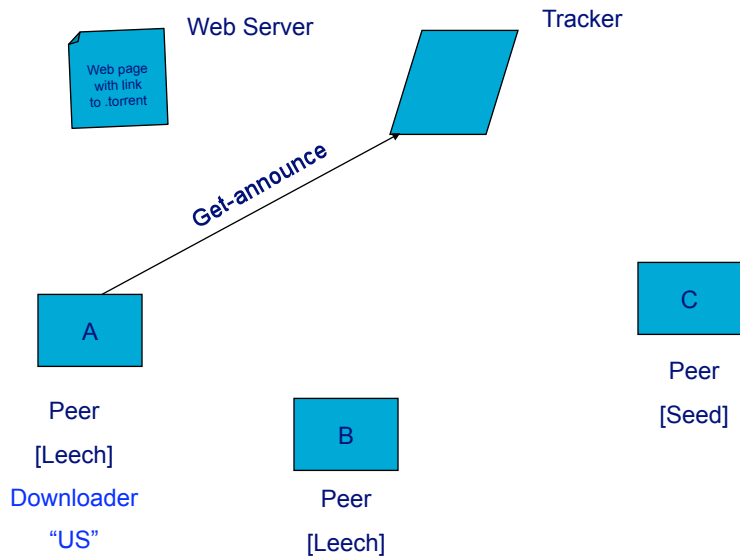 Web Server
Tracker
Web page
with link
to .torrent
Get-announce
A
C
Peer
[Leech]
Downloader
“US”
B
Peer
[Leech]
Peer
[Seed]